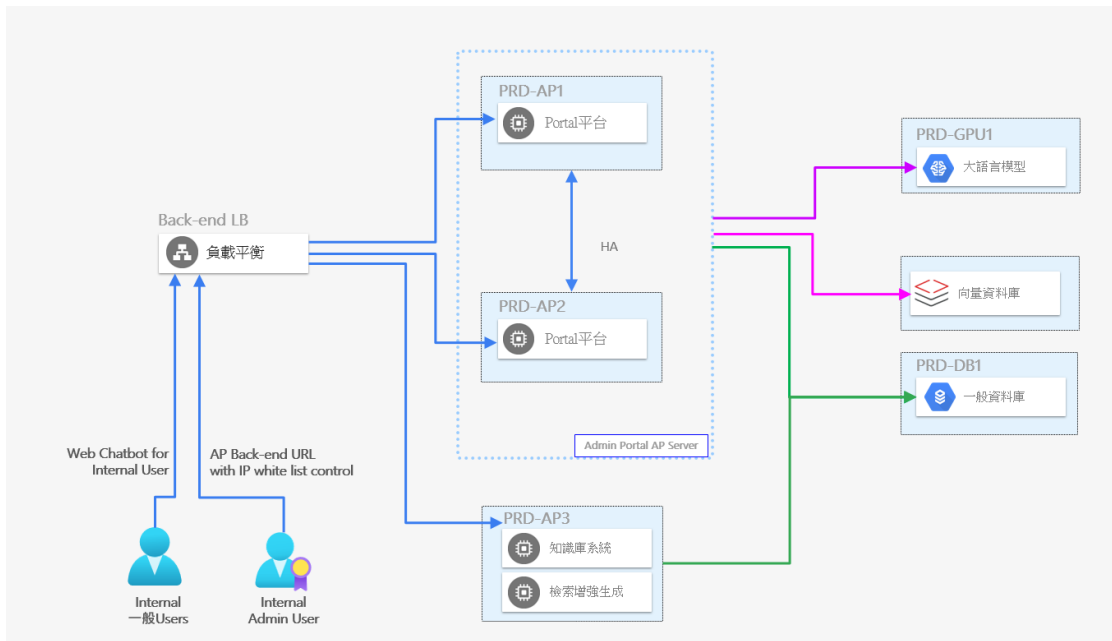 PRD-AP1
Portal平台
PRD-GPU1
大語言模型
Back-end LB
負載平衡
HA
向量資料庫
PRD-AP2
Portal平台
PRD-DB1
一般資料庫
Admin Portal AP Server
Web Chatbot for
Internal User
AP Back-end URL
with IP white list control
PRD-AP3
知識庫系統
檢索增強生成
Internal
一般Users
Internal
Admin User